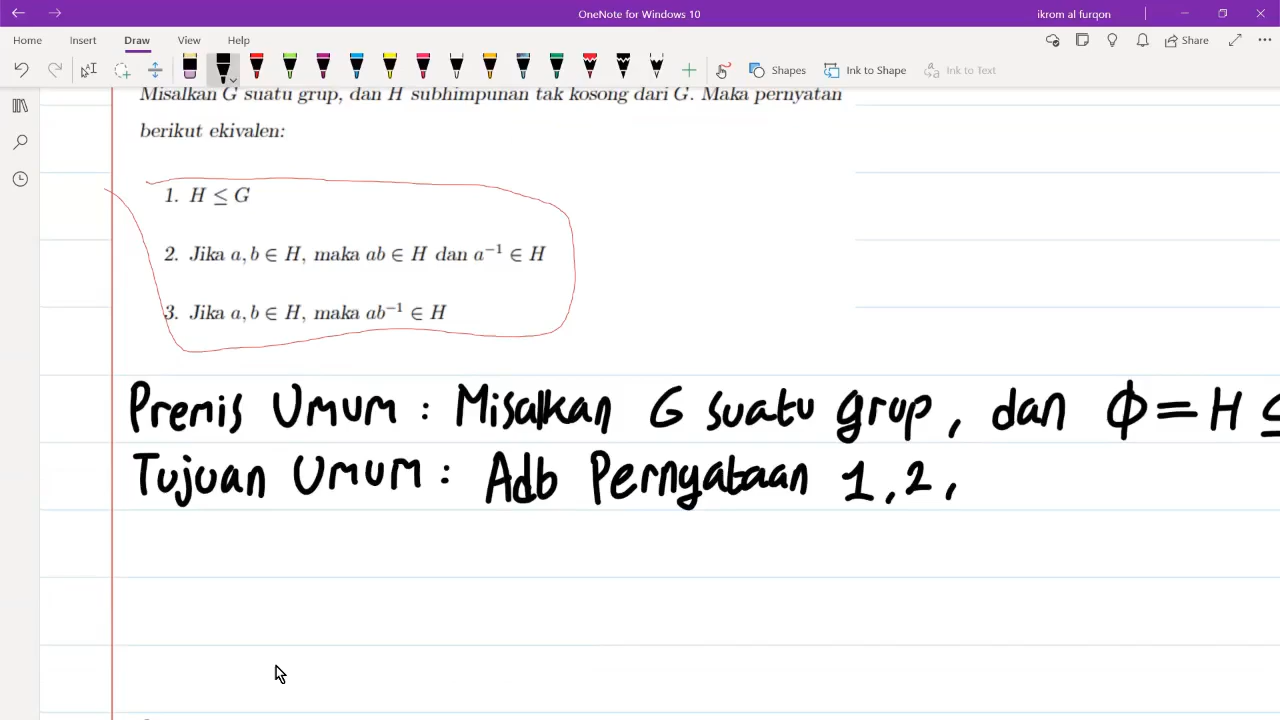 OneNote for Windows 10
ikrom al furqon
Home Insert Draw View Help
Share
Shapes
Ink to Shape
Ink to Text
Misalkan G suatu grup, dan H subhimpunan tak kosong dari G. Maka pernyatan
berikut ekivalen:
1. H ≤ G
2. Jika a, b ∈ H, maka ab ∈ H dan a⁻¹ ∈ H
3. Jika a, b ∈ H, maka ab⁻¹ ∈ H
Premis Umum : Misalkan G suatu grup, dan ϕ = H ⊆
Tujuan Umum : Adb Pernyataan 1, 2,